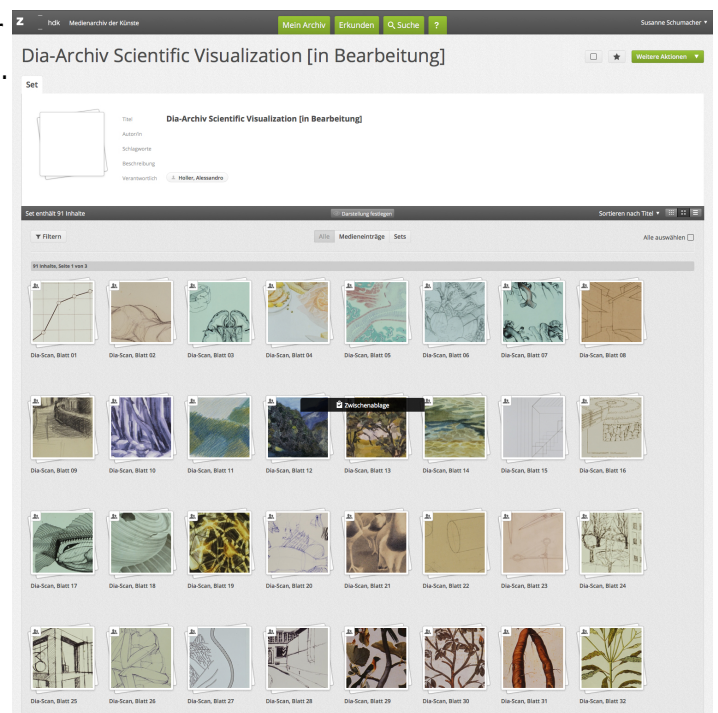 Z hdk Medienarchiv der Künste Mein Archiv Erkunden Suche ? Susanne Schumacher
Dia-Archiv Scientific Visualization [in Bearbeitung] Weitere Aktionen
Set
Titel Dia-Archiv Scientific Visualization [in Bearbeitung]
Autor/in
Schlagworte
Beschreibung
Verantwortlich Holler, Alessandro
Set enthält 91 Inhalte Darstellung festlegen Sortieren nach Titel
Filtern Alle Medieneinträge Sets Alle auswählen
91 Inhalte, Seite 1 von 3
Dia-Scan, Blatt 01 Dia-Scan, Blatt 02 Dia-Scan, Blatt 03 Dia-Scan, Blatt 04 Dia-Scan, Blatt 05 Dia-Scan, Blatt 06 Dia-Scan, Blatt 07 Dia-Scan, Blatt 08
Zwischenablage
Dia-Scan, Blatt 09 Dia-Scan, Blatt 10 Dia-Scan, Blatt 11 Dia-Scan, Blatt 12 Dia-Scan, Blatt 13 Dia-Scan, Blatt 14 Dia-Scan, Blatt 15 Dia-Scan, Blatt 16
Dia-Scan, Blatt 17 Dia-Scan, Blatt 18 Dia-Scan, Blatt 19 Dia-Scan, Blatt 20 Dia-Scan, Blatt 21 Dia-Scan, Blatt 22 Dia-Scan, Blatt 23 Dia-Scan, Blatt 24
Dia-Scan, Blatt 25 Dia-Scan, Blatt 26 Dia-Scan, Blatt 27 Dia-Scan, Blatt 28 Dia-Scan, Blatt 29 Dia-Scan, Blatt 30 Dia-Scan, Blatt 31 Dia-Scan, Blatt 32